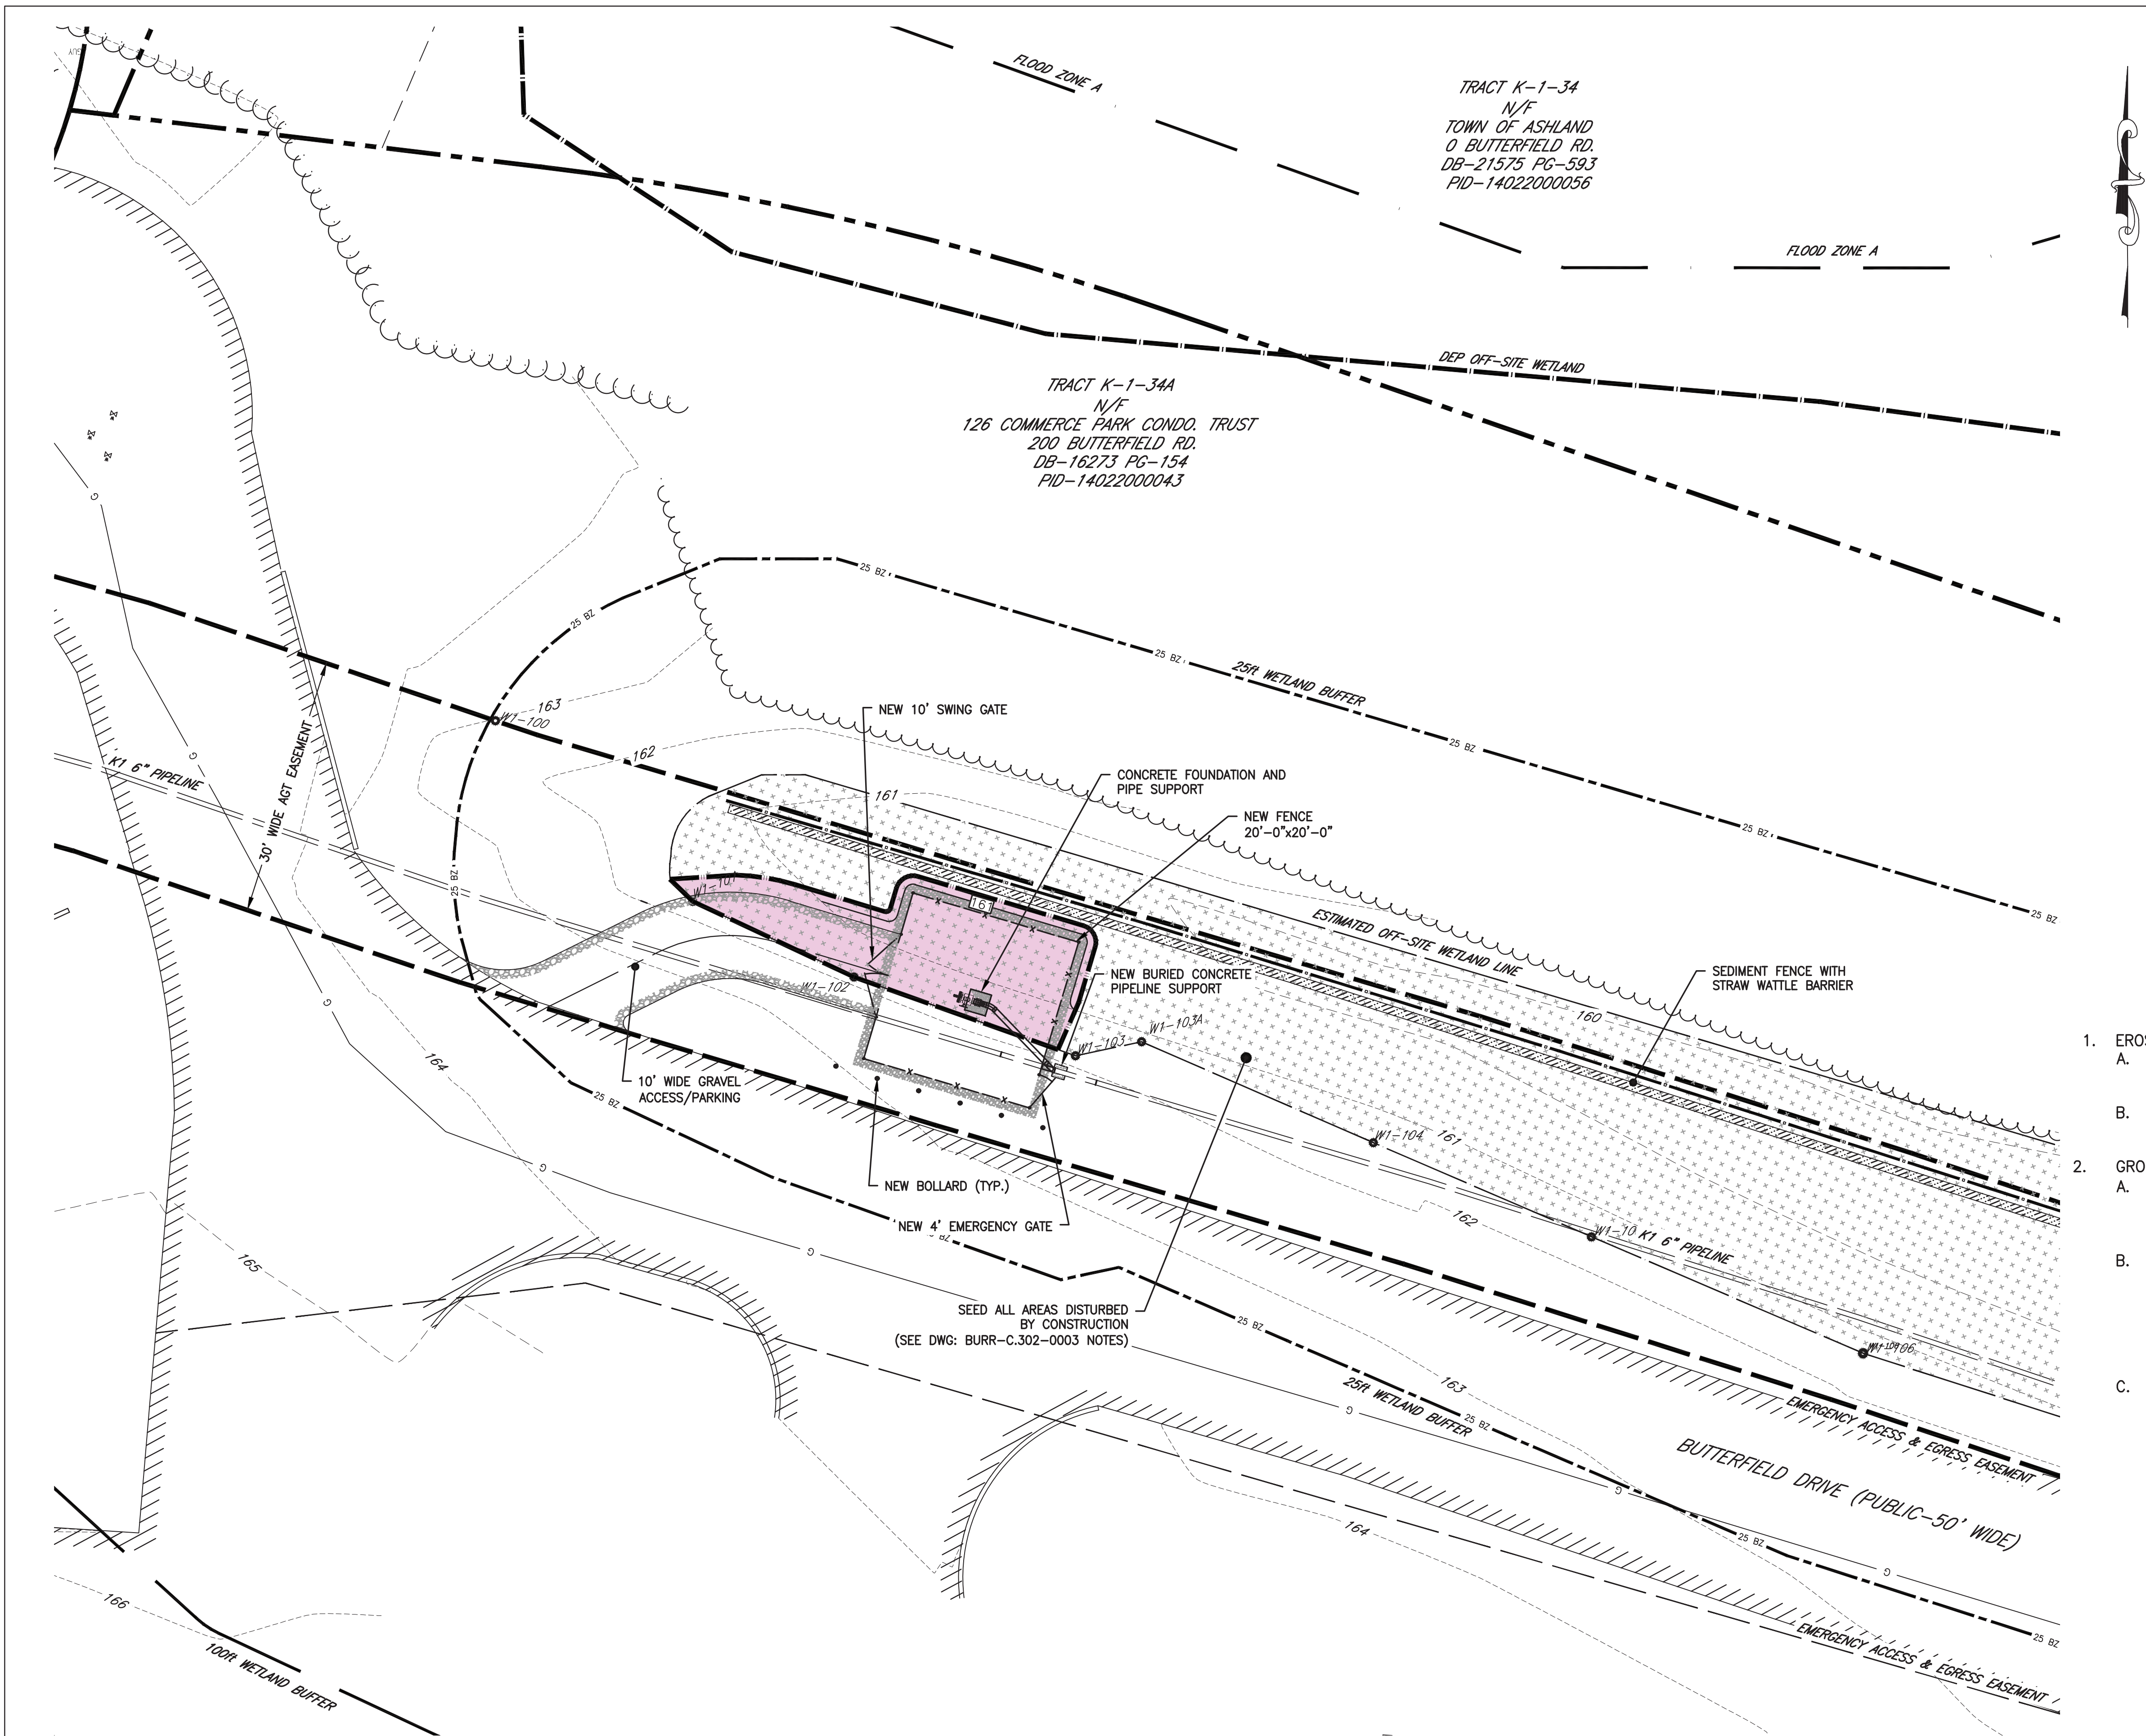 GUY
FLOOD ZONE A
TRACT K-1-34
N/F
TOWN OF ASHLAND
0 BUTTERFIELD RD.
DB-21575 PG-593
PID-14022000056
FLOOD ZONE A
DEP OFF-SITE WETLAND
TRACT K-1-34A
N/F
126 COMMERCE PARK CONDO. TRUST
200 BUTTERFIELD RD.
DB-16273 PG-154
PID-14022000043
G
25 BZ
25 BZ
25 BZ
25ft WETLAND BUFFER
25 BZ
25 BZ
25 BZ
163
W1-100
162
NEW 10' SWING GATE
K1 6" PIPELINE
30' WIDE AGT EASEMENT
G
CONCRETE FOUNDATION AND
PIPE SUPPORT
161
NEW FENCE
20'-0"x20'-0"
25 BZ
W1-101
161
ESTIMATED OFF-SITE WETLAND LINE
NEW BURIED CONCRETE
PIPELINE SUPPORT
SEDIMENT FENCE WITH
STRAW WATTLE BARRIER
W1-102
G
160
W1-103
W1-103A
1. EROS
A.
B.
164
10' WIDE GRAVEL
ACCESS/PARKING
25 BZ
W1-104
161
2. GRO
A.
B.
C.
NEW BOLLARD (TYP.)
G
NEW 4' EMERGENCY GATE
BZ
162
W1-10
K1 6" PIPELINE
165
G
SEED ALL AREAS DISTURBED
BY CONSTRUCTION
(SEE DWG: BURR-C.302-0003 NOTES)
25 BZ
106
163
25ft WETLAND BUFFER
G
25 BZ
EMERGENCY ACCESS & EGRESS EASEMENT
BUTTERFIELD DRIVE (PUBLIC-50' WIDE)
G
164
25 BZ
G
166
100ft WETLAND BUFFER
EMERGENCY ACCESS & EGRESS EASEMENT
25 BZ